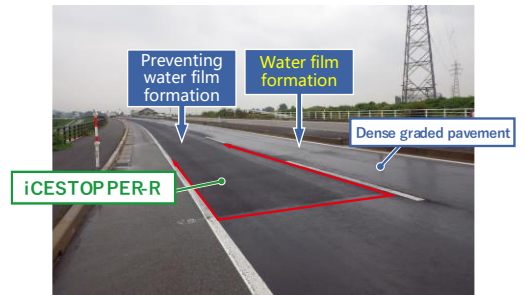 Preventing
water film
formation
Water film
formation
Dense graded pavement
iCESTOPPER-R